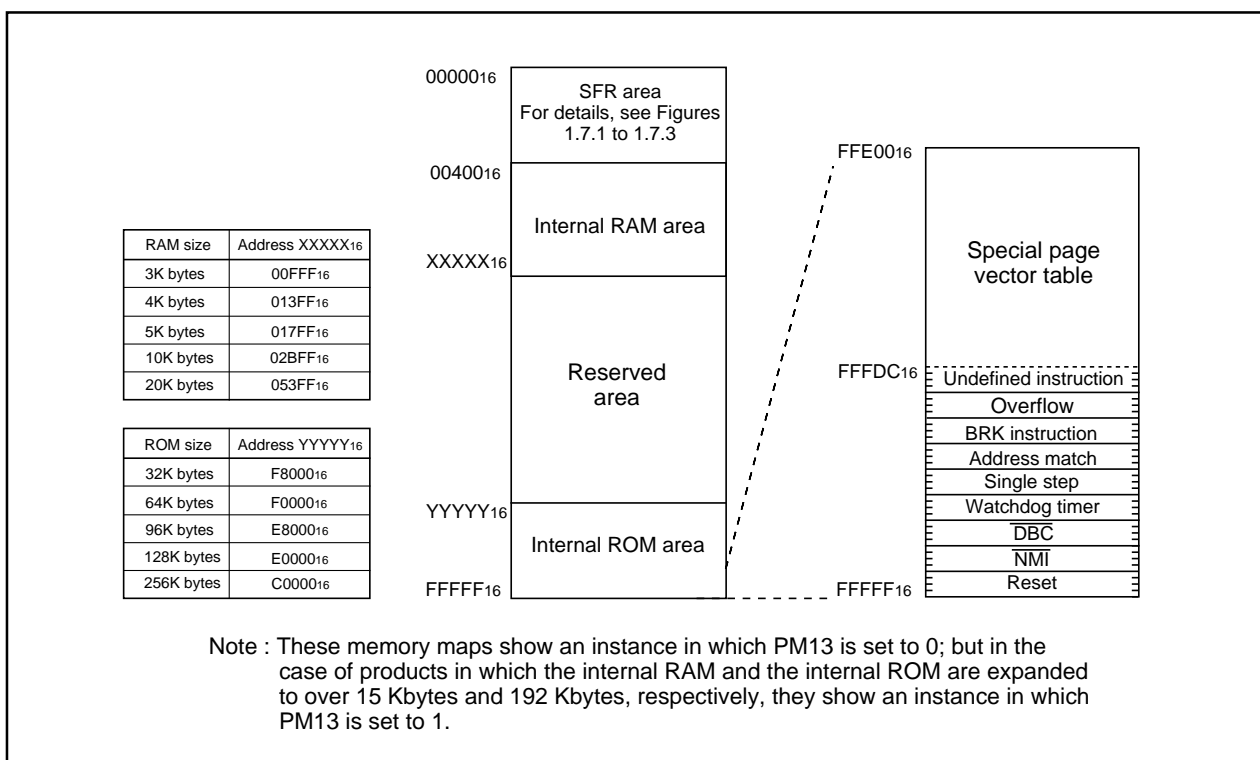 00000₁₆
SFR area
For details, see Figures
1.7.1 to 1.7.3
00400₁₆
Internal RAM area
XXXXX₁₆
Reserved
area
YYYYY₁₆
Internal ROM area
FFFFF₁₆
RAM size Address XXXXX₁₆
3K bytes 00FFF₁₆
4K bytes 013FF₁₆
5K bytes 017FF₁₆
10K bytes 02BFF₁₆
20K bytes 053FF₁₆
ROM size Address YYYYY₁₆
32K bytes F8000₁₆
64K bytes F0000₁₆
96K bytes E8000₁₆
128K bytes E0000₁₆
256K bytes C0000₁₆
FFE00₁₆
Special page
vector table
FFFDC₁₆
Undefined instruction
Overflow
BRK instruction
Address match
Single step
Watchdog timer
DBC
NMI
Reset
FFFFF₁₆
Note : These memory maps show an instance in which PM13 is set to 0; but in the
case of products in which the internal RAM and the internal ROM are expanded
to over 15 Kbytes and 192 Kbytes, respectively, they show an instance in which
PM13 is set to 1.